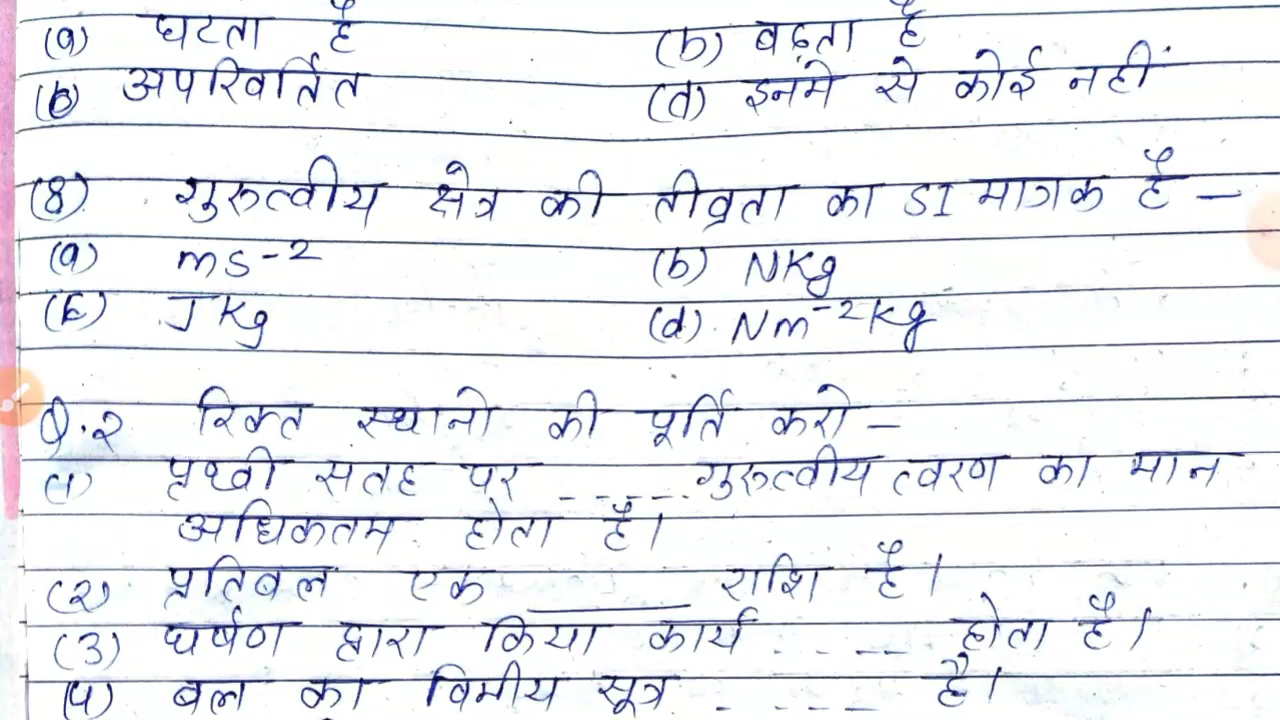 (a) घटता है (b) बढ़ता है
(c) अपरिवर्तित (d) इनमे से कोई नहीं
(8) गुरुत्वीय क्षेत्र की तीव्रता का SI मात्रक है –
(a) ms-2 (b) NKg
(c) JKg (d) Nm-2Kg
Q.2 रिक्त स्थानो की पूर्ति करो –
(1) पृथ्वी सतह पर _ _ _ _ _ गुरुत्वीय त्वरण का मान
अधिकतम होता है।
(2) प्रतिबल एक ______ राशि है।
(3) घर्षण द्वारा किया कार्य _ _ _ _ होता है।
(4) बल का विमीय सूत्र _ _ _ _ है।